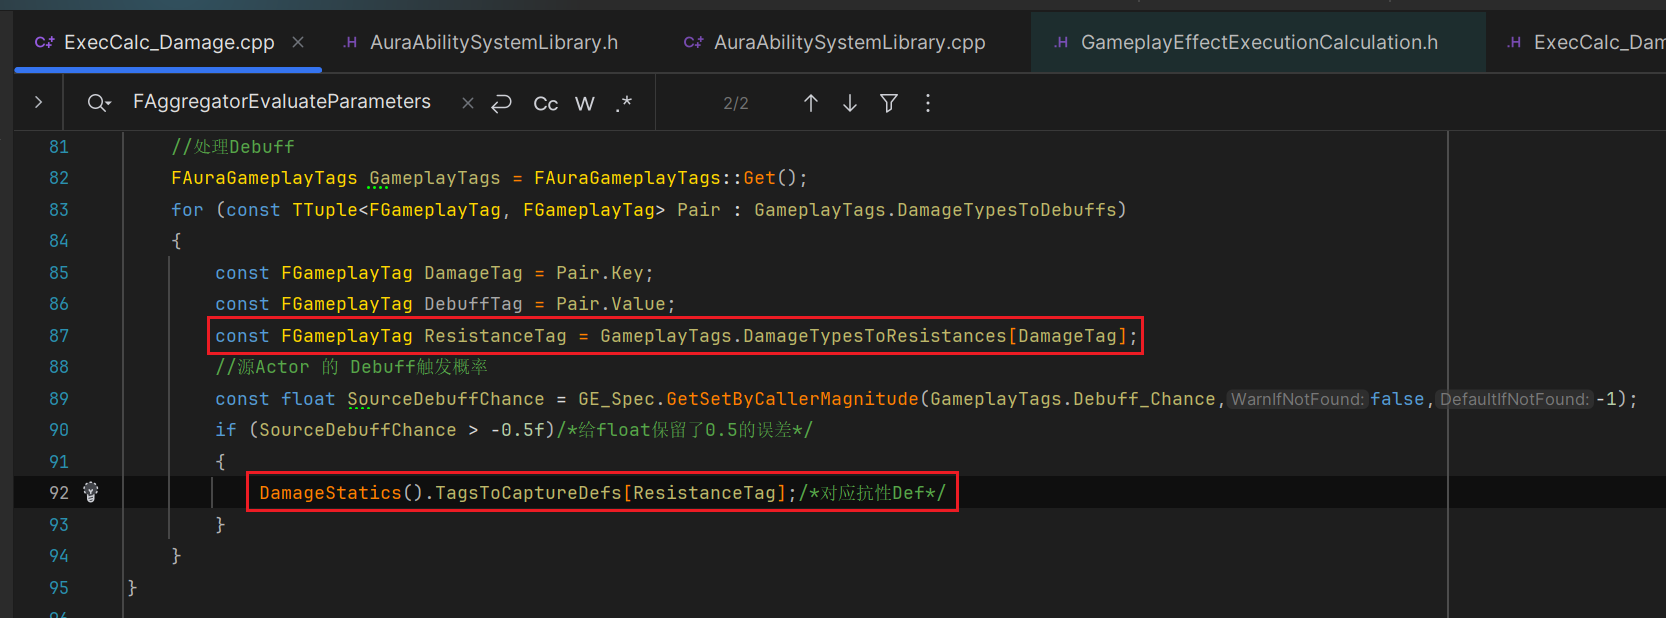 C++ ExecCalc_Damage.cpp × .H AuraAbilitySystemLibrary.h C++ AuraAbilitySystemLibrary.cpp .H GameplayEffectExecutionCalculation.h .H ExecCalc_Dam
FAggregatorEvaluateParameters × Cc W .* 2/2
81 //处理Debuff
82 FAuraGameplayTags GameplayTags = FAuraGameplayTags::Get();
83 for (const TTuple<FGameplayTag, FGameplayTag> Pair : GameplayTags.DamageTypesToDebuffs)
84 {
85 const FGameplayTag DamageTag = Pair.Key;
86 const FGameplayTag DebuffTag = Pair.Value;
87 const FGameplayTag ResistanceTag = GameplayTags.DamageTypesToResistances[DamageTag];
88 //源Actor 的 Debuff触发概率
89 const float SourceDebuffChance = GE_Spec.GetSetByCallerMagnitude(GameplayTags.Debuff_Chance, WarnIfNotFound: false, DefaultIfNotFound: -1);
90 if (SourceDebuffChance > -0.5f)/*给float保留了0.5的误差*/
91 {
92 DamageStatics().TagsToCaptureDefs[ResistanceTag];/*对应抗性Def*/
93 }
94 }
95 }